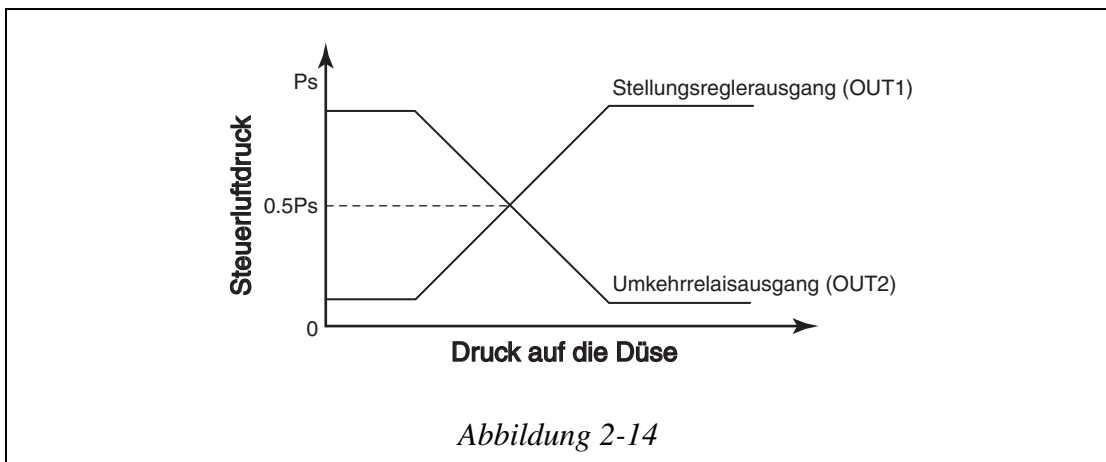 Ps
Stellungsreglerausgang (OUT1)
Steuerluftdruck
0.5Ps
Umkehrrelaisausgang (OUT2)
0
Druck auf die Düse
Abbildung 2-14